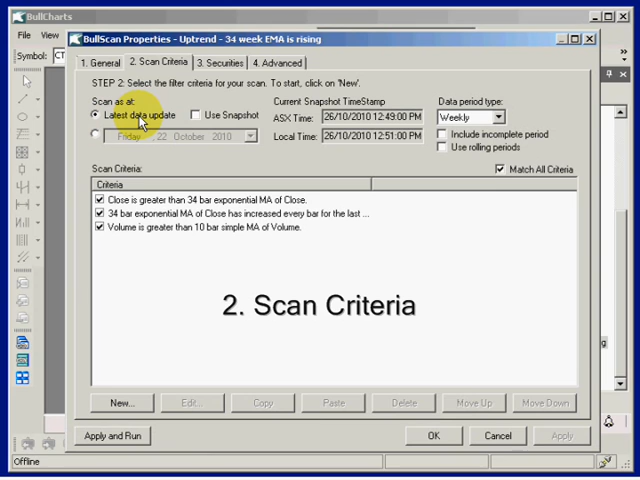 BullCharts
File View
Symbol: CT
»
BullScan Properties - Uptrend - 34 week EMA is rising
1. General 2. Scan Criteria 3. Securities 4. Advanced
STEP 2: Select the filter criteria for your scan. To start, click on 'New'.
Scan as at: Current Snapshot TimeStamp Data period type:
Latest data update Use Snapshot ASX Time: 26/10/2010 12:49:00 PM Weekly
Friday , 22 October 2010 Local Time: 26/10/2010 12:51:00 PM Include incomplete period
Use rolling periods
Scan Criteria: Match All Criteria
Criteria
Close is greater than 34 bar exponential MA of Close.
34 bar exponential MA of Close has increased every bar for the last ...
Volume is greater than 10 bar simple MA of Volume.
2. Scan Criteria
g
New... Edit... Copy Paste Delete Move Up Move Down
Apply and Run OK Cancel Apply
Offline